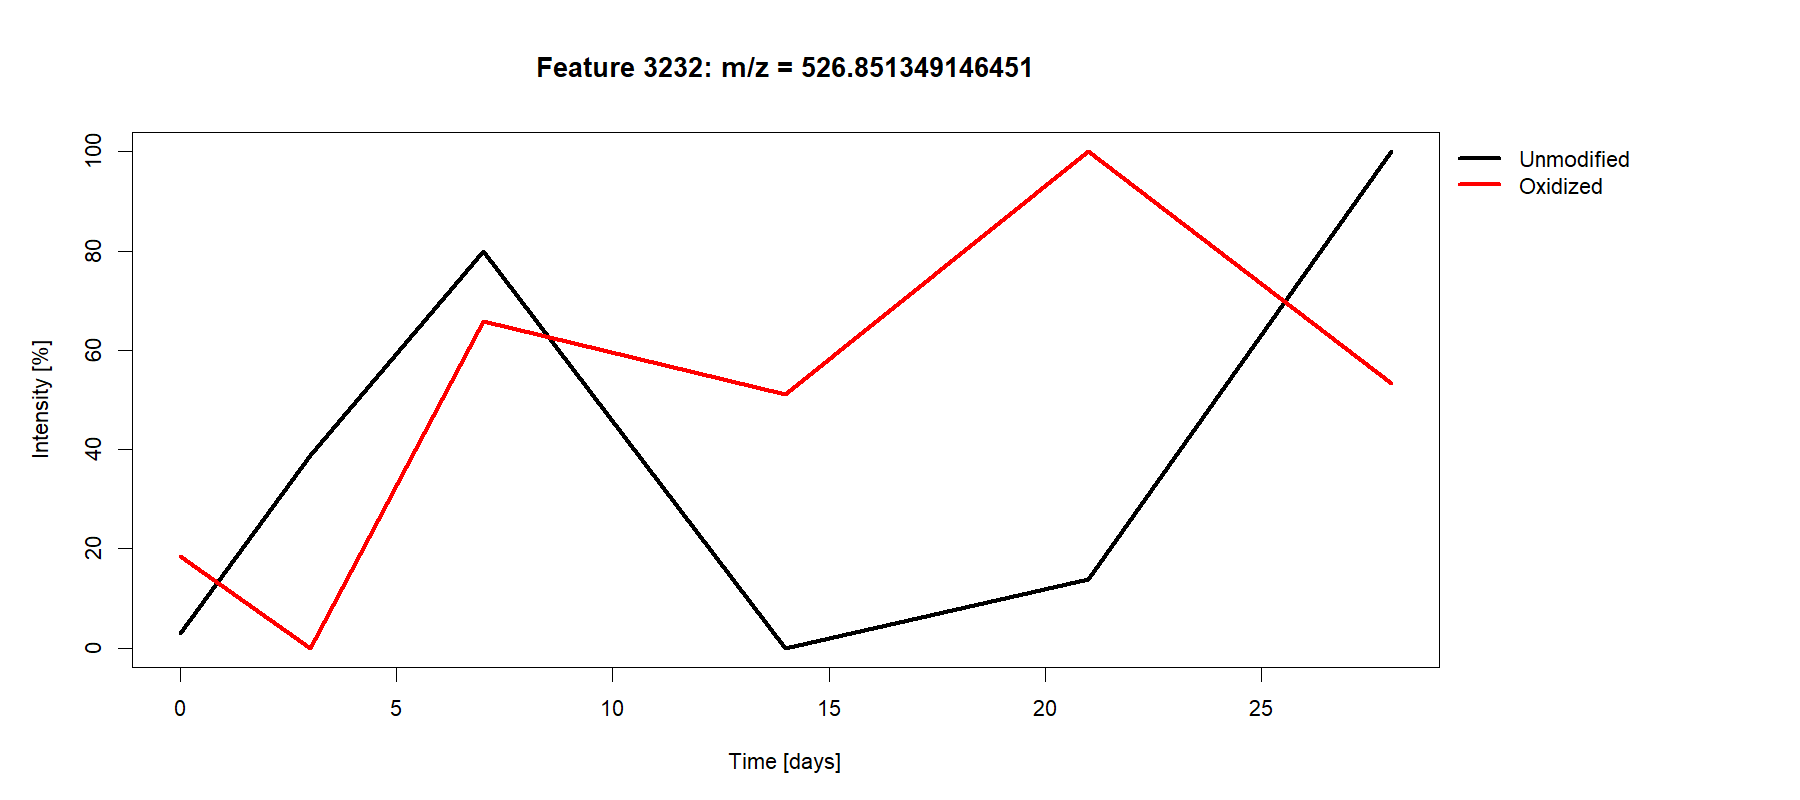 Feature 3232: m/z = 526.851349146451
Unmodified
Oxidized
100
80
60
40
20
0
Intensity [%]
0 5 10 15 20 25
Time [days]